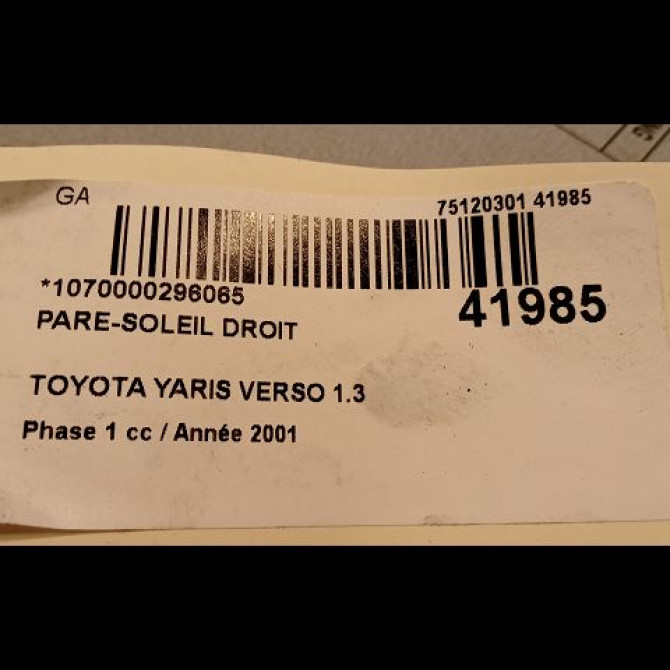 GA
75120301 41985
*1070000296065
41985
PARE-SOLEIL DROIT
TOYOTA YARIS VERSO 1.3
Phase 1 cc / Année 2001